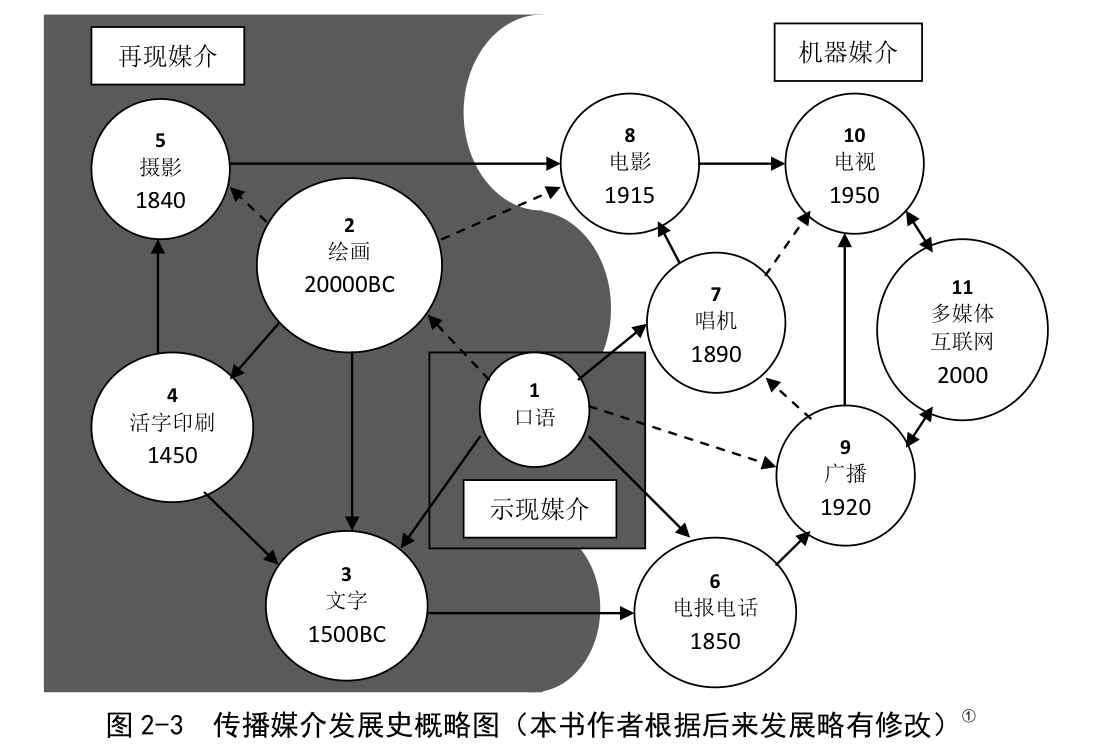 再现媒介
机器媒介
5
摄影
1840
8
电影
1915
10
电视
1950
2
绘画
20000BC
7
唱机
1890
11
多媒体
互联网
2000
1
口语
4
活字印刷
1450
9
广播
1920
示现媒介
3
文字
1500BC
6
电报电话
1850
图 2-3 传播媒介发展史概略图（本书作者根据后来发展略有修改）①